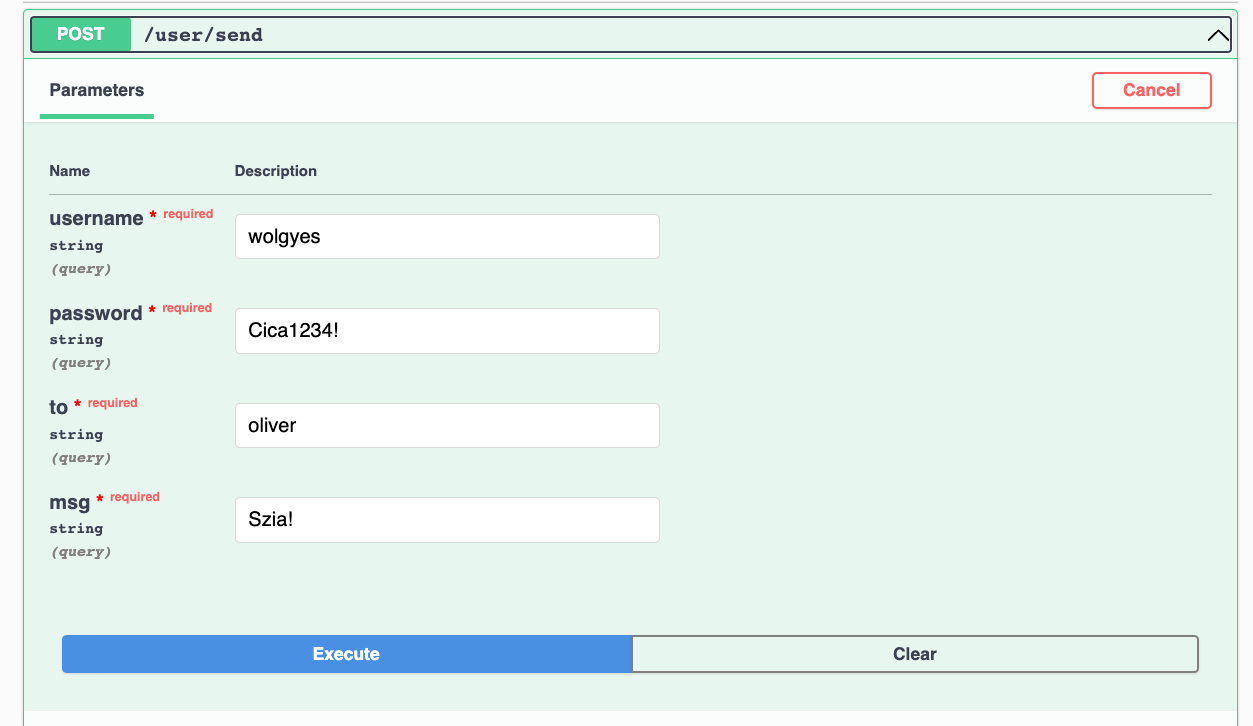 POST /user/send
Parameters
Cancel
Name Description
username * required
string
(query)
wolgyes
password * required
string
(query)
Cica1234!
to * required
string
(query)
oliver
msg * required
string
(query)
Szia!
Execute Clear